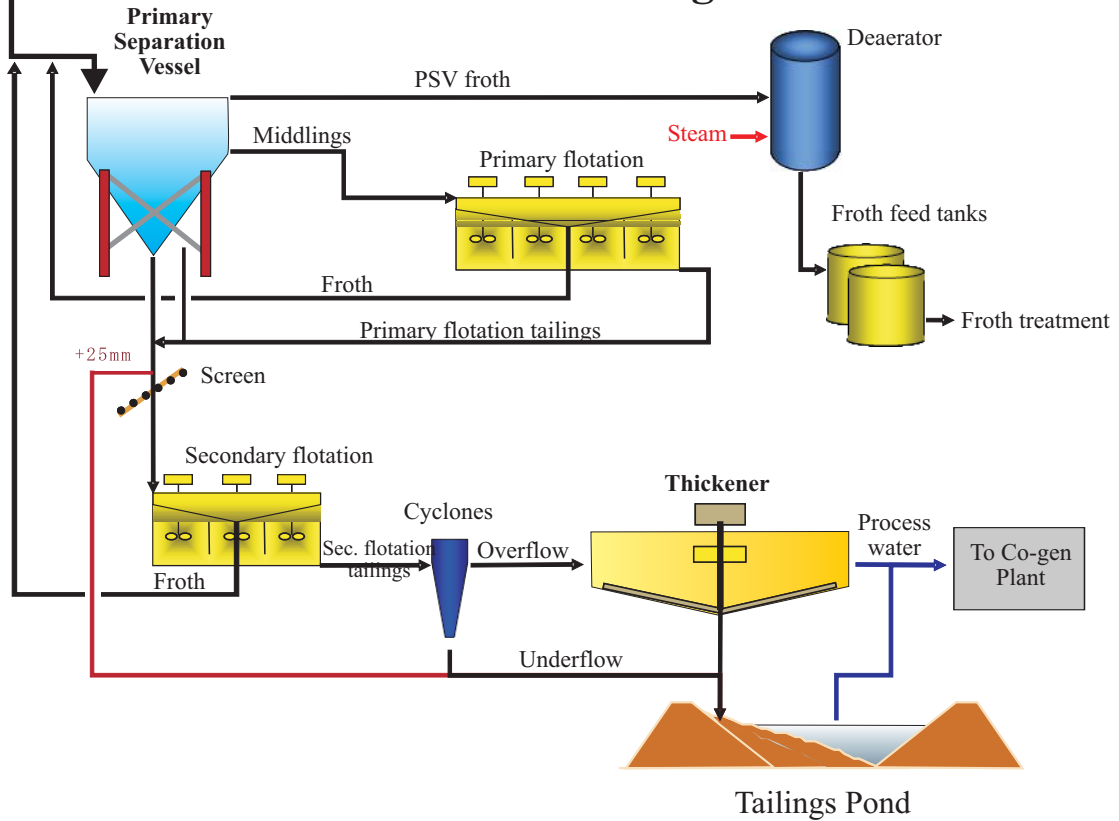 Primary
Separation
Vessel
Deaerator
PSV froth
Steam
Middlings
Primary flotation
Froth feed tanks
Froth
Froth treatment
Primary flotation tailings
+25mm
Screen
Secondary flotation
Thickener
Cyclones
Process
water
To Co-gen
Plant
Sec. flotation
tailings
Overflow
Froth
Underflow
Tailings Pond